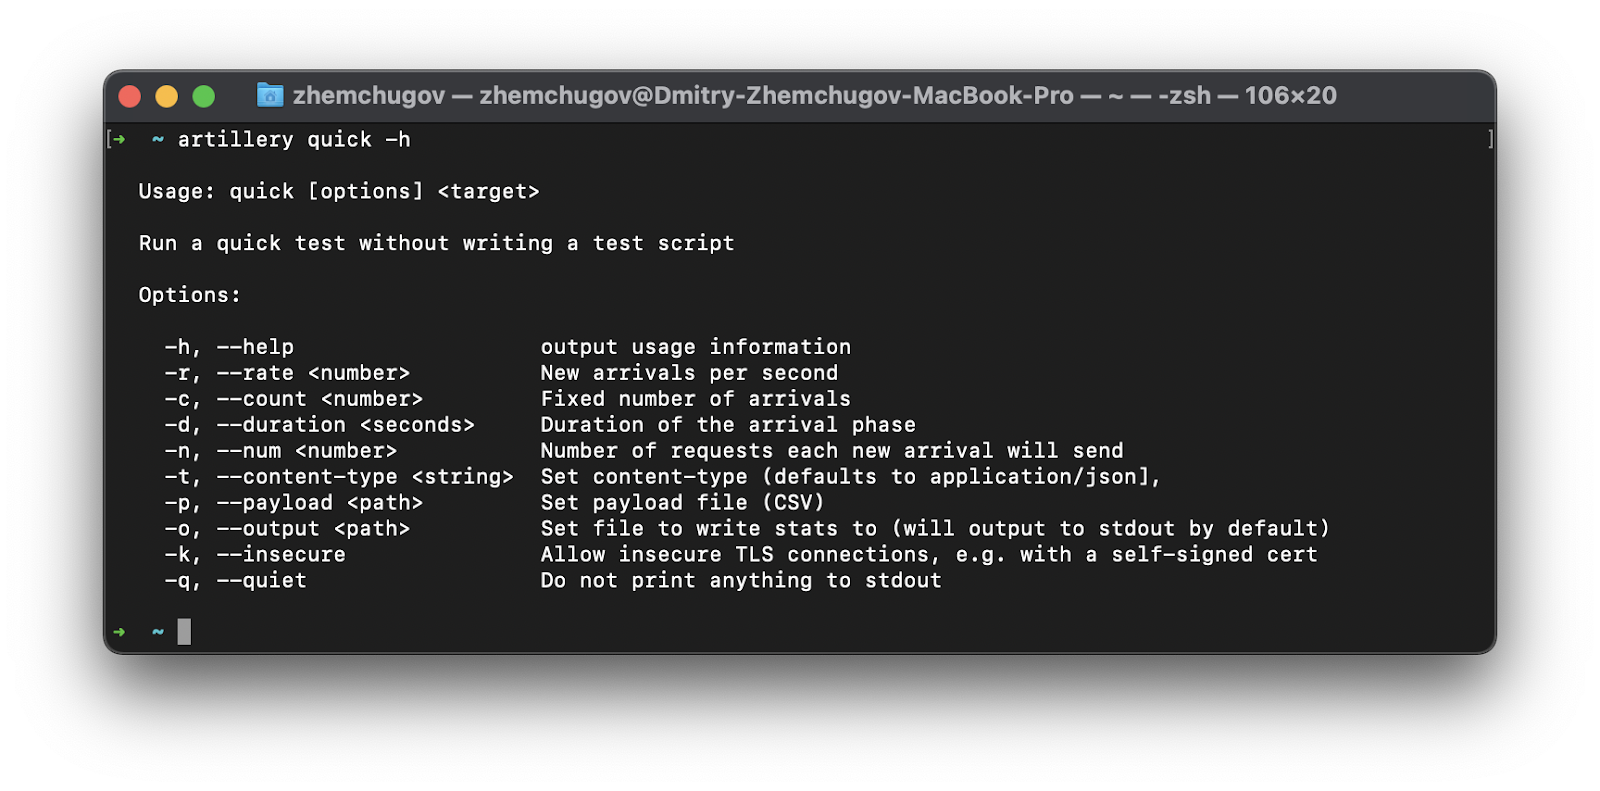 zhemchugov — zhemchugov@Dmitry-Zhemchugov-MacBook-Pro — ~ — -zsh — 106×20
[➜  ~ artillery quick -h ]
Usage: quick [options] <target>
Run a quick test without writing a test script
Options:
-h, --help output usage information
-r, --rate <number> New arrivals per second
-c, --count <number> Fixed number of arrivals
-d, --duration <seconds> Duration of the arrival phase
-n, --num <number> Number of requests each new arrival will send
-t, --content-type <string> Set content-type (defaults to application/json],
-p, --payload <path> Set payload file (CSV)
-o, --output <path> Set file to write stats to (will output to stdout by default)
-k, --insecure Allow insecure TLS connections, e.g. with a self-signed cert
-q, --quiet Do not print anything to stdout
➜  ~